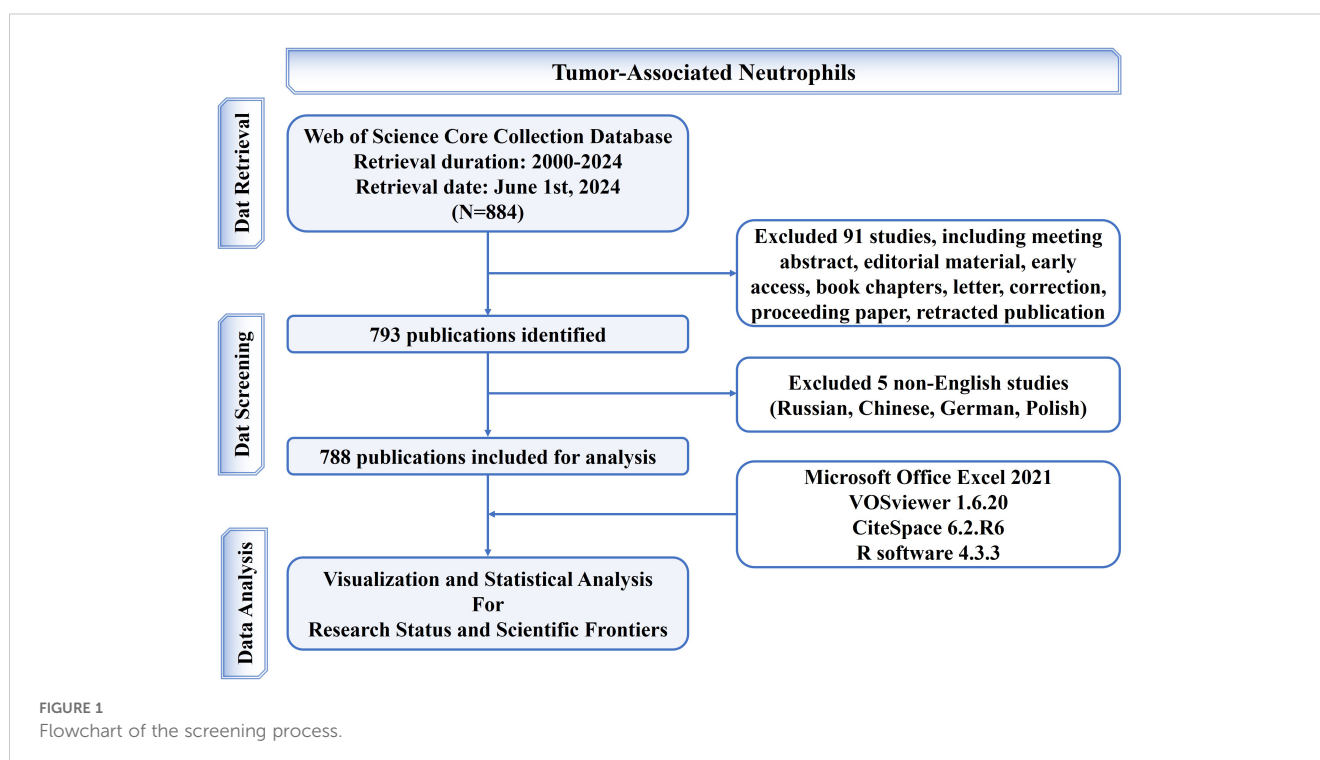 Tumor-Associated Neutrophils
Dat Retrieval
Web of Science Core Collection Database
Retrieval duration: 2000-2024
Retrieval date: June 1st, 2024
(N=884)
Excluded 91 studies, including meeting
abstract, editorial material, early
access, book chapters, letter, correction,
proceeding paper, retracted publication
Dat Screening
793 publications identified
Excluded 5 non-English studies
(Russian, Chinese, German, Polish)
788 publications included for analysis
Microsoft Office Excel 2021
VOSviewer 1.6.20
CiteSpace 6.2.R6
R software 4.3.3
Data Analysis
Visualization and Statistical Analysis
For
Research Status and Scientific Frontiers
FIGURE 1
Flowchart of the screening process.